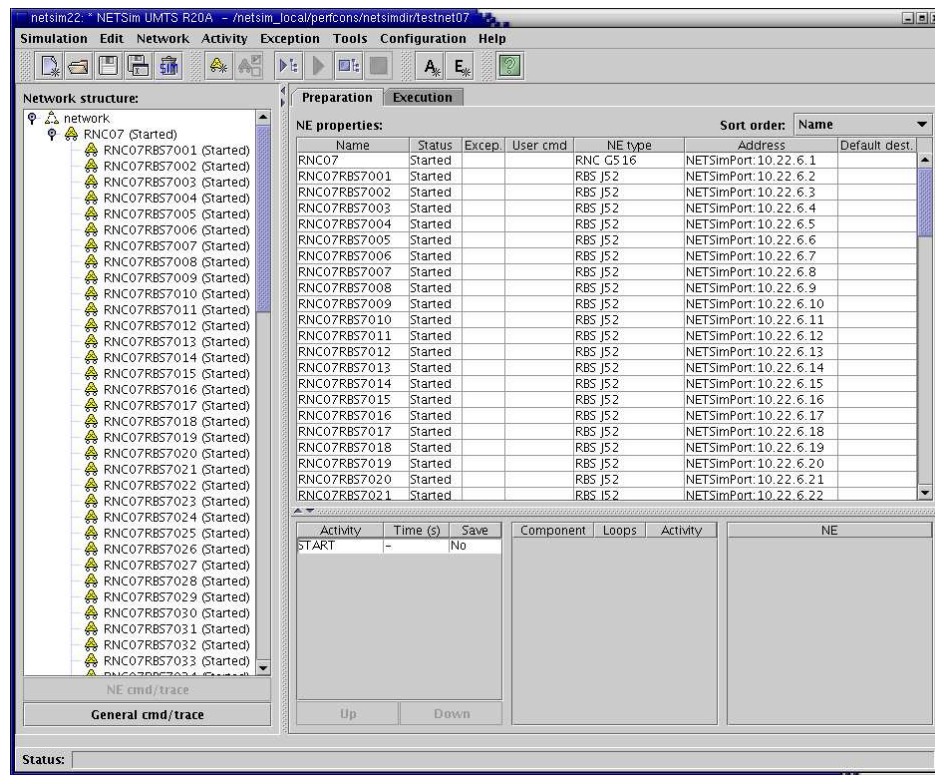 netsim22: * NETSim UMTS R20A - /netsim_local/perfcons/netsimdir/testnet07
Simulation Edit Network Activity Exception Tools Configuration Help
SIM A E ?
Network structure:
network
RNC07 (Started)
RNC07RBS7001 (Started)
RNC07RBS7002 (Started)
RNC07RBS7003 (Started)
RNC07RBS7004 (Started)
RNC07RBS7005 (Started)
RNC07RBS7006 (Started)
RNC07RBS7007 (Started)
RNC07RBS7008 (Started)
RNC07RBS7009 (Started)
RNC07RBS7010 (Started)
RNC07RBS7011 (Started)
RNC07RBS7012 (Started)
RNC07RBS7013 (Started)
RNC07RBS7014 (Started)
RNC07RBS7015 (Started)
RNC07RBS7016 (Started)
RNC07RBS7017 (Started)
RNC07RBS7018 (Started)
RNC07RBS7019 (Started)
RNC07RBS7020 (Started)
RNC07RBS7021 (Started)
RNC07RBS7022 (Started)
RNC07RBS7023 (Started)
RNC07RBS7024 (Started)
RNC07RBS7025 (Started)
RNC07RBS7026 (Started)
RNC07RBS7027 (Started)
RNC07RBS7028 (Started)
RNC07RBS7029 (Started)
RNC07RBS7030 (Started)
RNC07RBS7031 (Started)
RNC07RBS7032 (Started)
RNC07RBS7033 (Started)
NE cmd/trace
General cmd/trace
Preparation Execution
NE properties: Sort order: Name
Name Status Excep. User cmd NE type Address Default dest.
RNC07 Started RNC G516 NETSimPort:10.22.6.1
RNC07RBS7001 Started RBS J52 NETSimPort:10.22.6.2
RNC07RBS7002 Started RBS J52 NETSimPort:10.22.6.3
RNC07RBS7003 Started RBS J52 NETSimPort:10.22.6.4
RNC07RBS7004 Started RBS J52 NETSimPort:10.22.6.5
RNC07RBS7005 Started RBS J52 NETSimPort:10.22.6.6
RNC07RBS7006 Started RBS J52 NETSimPort:10.22.6.7
RNC07RBS7007 Started RBS J52 NETSimPort:10.22.6.8
RNC07RBS7008 Started RBS J52 NETSimPort:10.22.6.9
RNC07RBS7009 Started RBS J52 NETSimPort:10.22.6.10
RNC07RBS7010 Started RBS J52 NETSimPort:10.22.6.11
RNC07RBS7011 Started RBS J52 NETSimPort:10.22.6.12
RNC07RBS7012 Started RBS J52 NETSimPort:10.22.6.13
RNC07RBS7013 Started RBS J52 NETSimPort:10.22.6.14
RNC07RBS7014 Started RBS J52 NETSimPort:10.22.6.15
RNC07RBS7015 Started RBS J52 NETSimPort:10.22.6.16
RNC07RBS7016 Started RBS J52 NETSimPort:10.22.6.17
RNC07RBS7017 Started RBS J52 NETSimPort:10.22.6.18
RNC07RBS7018 Started RBS J52 NETSimPort:10.22.6.19
RNC07RBS7019 Started RBS J52 NETSimPort:10.22.6.20
RNC07RBS7020 Started RBS J52 NETSimPort:10.22.6.21
RNC07RBS7021 Started RBS J52 NETSimPort:10.22.6.22
Activity Time (s) Save Component Loops Activity NE
START - No
Up Down
Status: